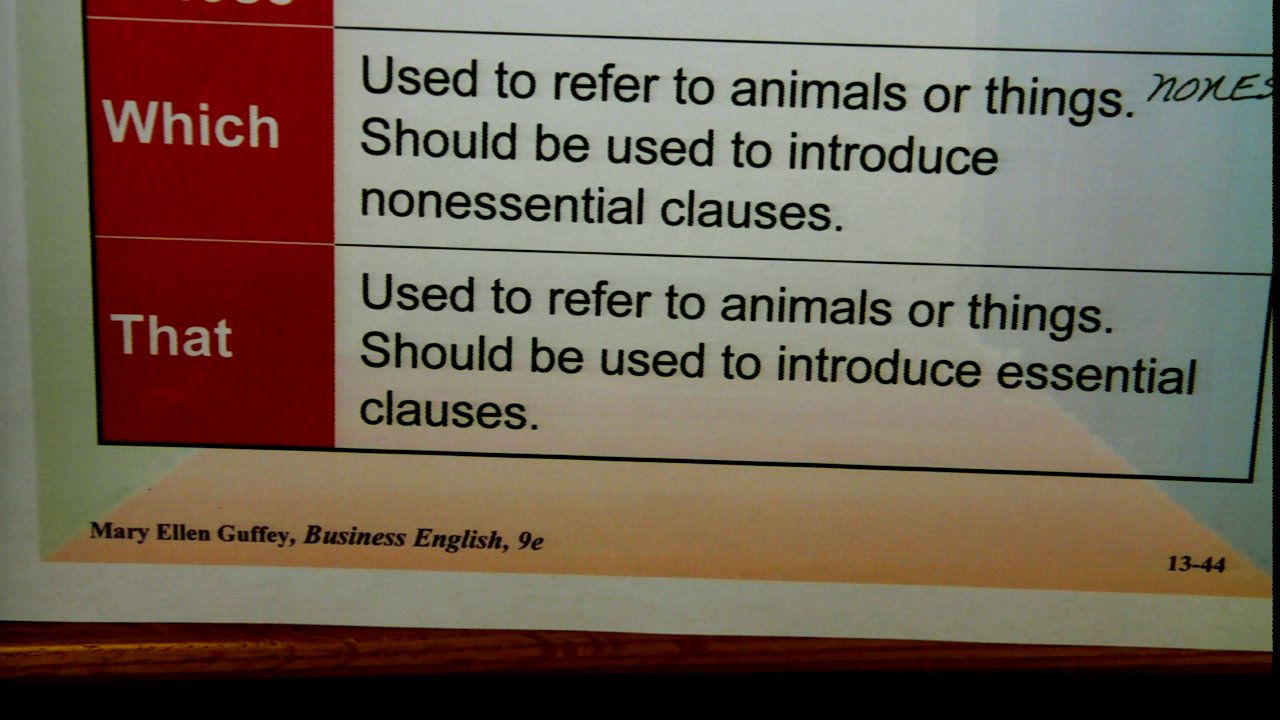 Which
Used to refer to animals or things.
Should be used to introduce
nonessential clauses.
That
Used to refer to animals or things.
Should be used to introduce essential
clauses.
Mary Ellen Guffey, Business English, 9e
13-44